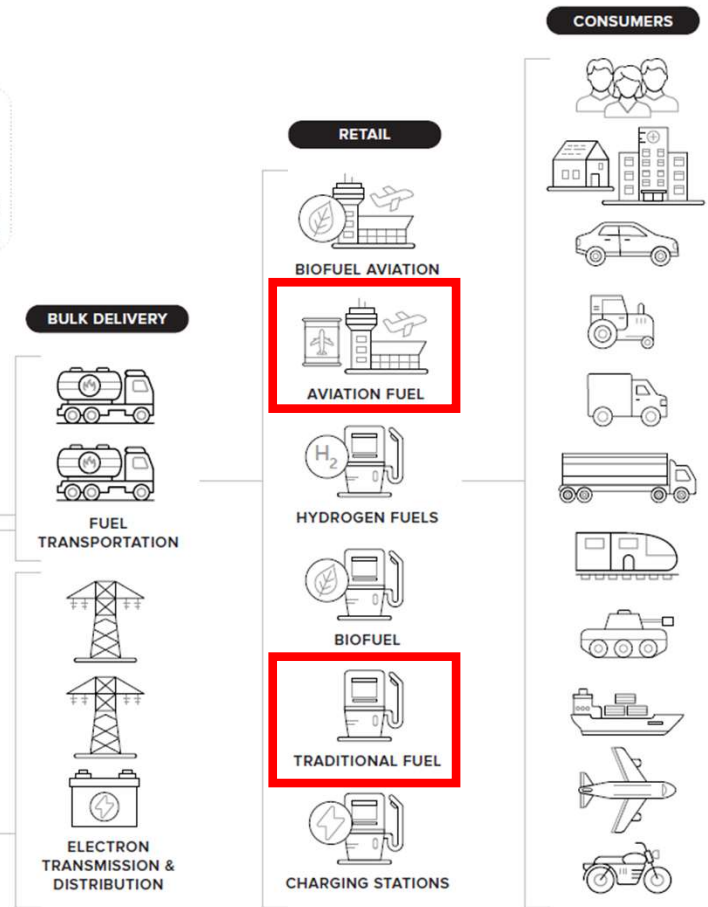 CONSUMERS
RETAIL
BIOFUEL AVIATION
BULK DELIVERY
AVIATION FUEL
H2
HYDROGEN FUELS
FUEL
TRANSPORTATION
BIOFUEL
TRADITIONAL FUEL
ELECTRON
TRANSMISSION &
DISTRIBUTION
CHARGING STATIONS